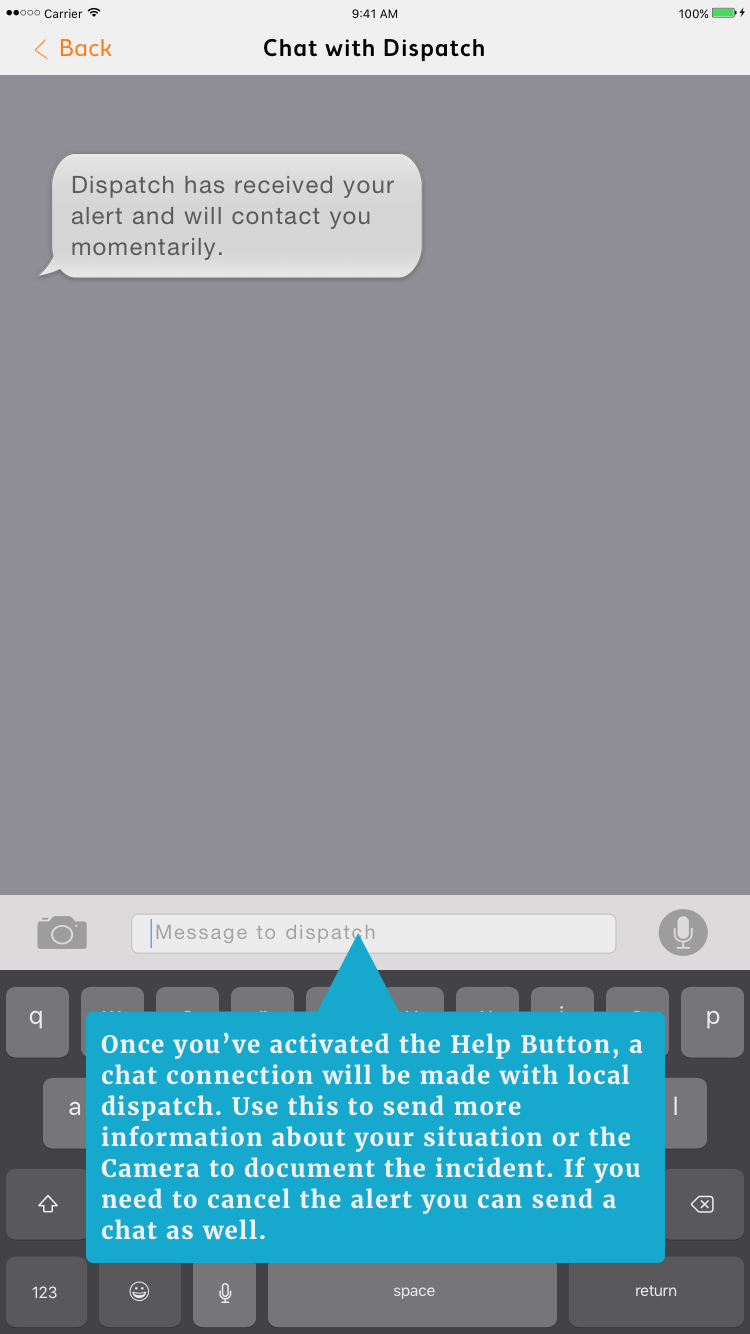 Carrier 9:41 AM 100%
Back Chat with Dispatch
Dispatch has received your
alert and will contact you
momentarily.
Message to dispatch
q p
Once you’ve activated the Help Button, a
chat connection will be made with local
a l
dispatch. Use this to send more
information about your situation or the
Camera to document the incident. If you
need to cancel the alert you can send a
chat as well.
123 space return